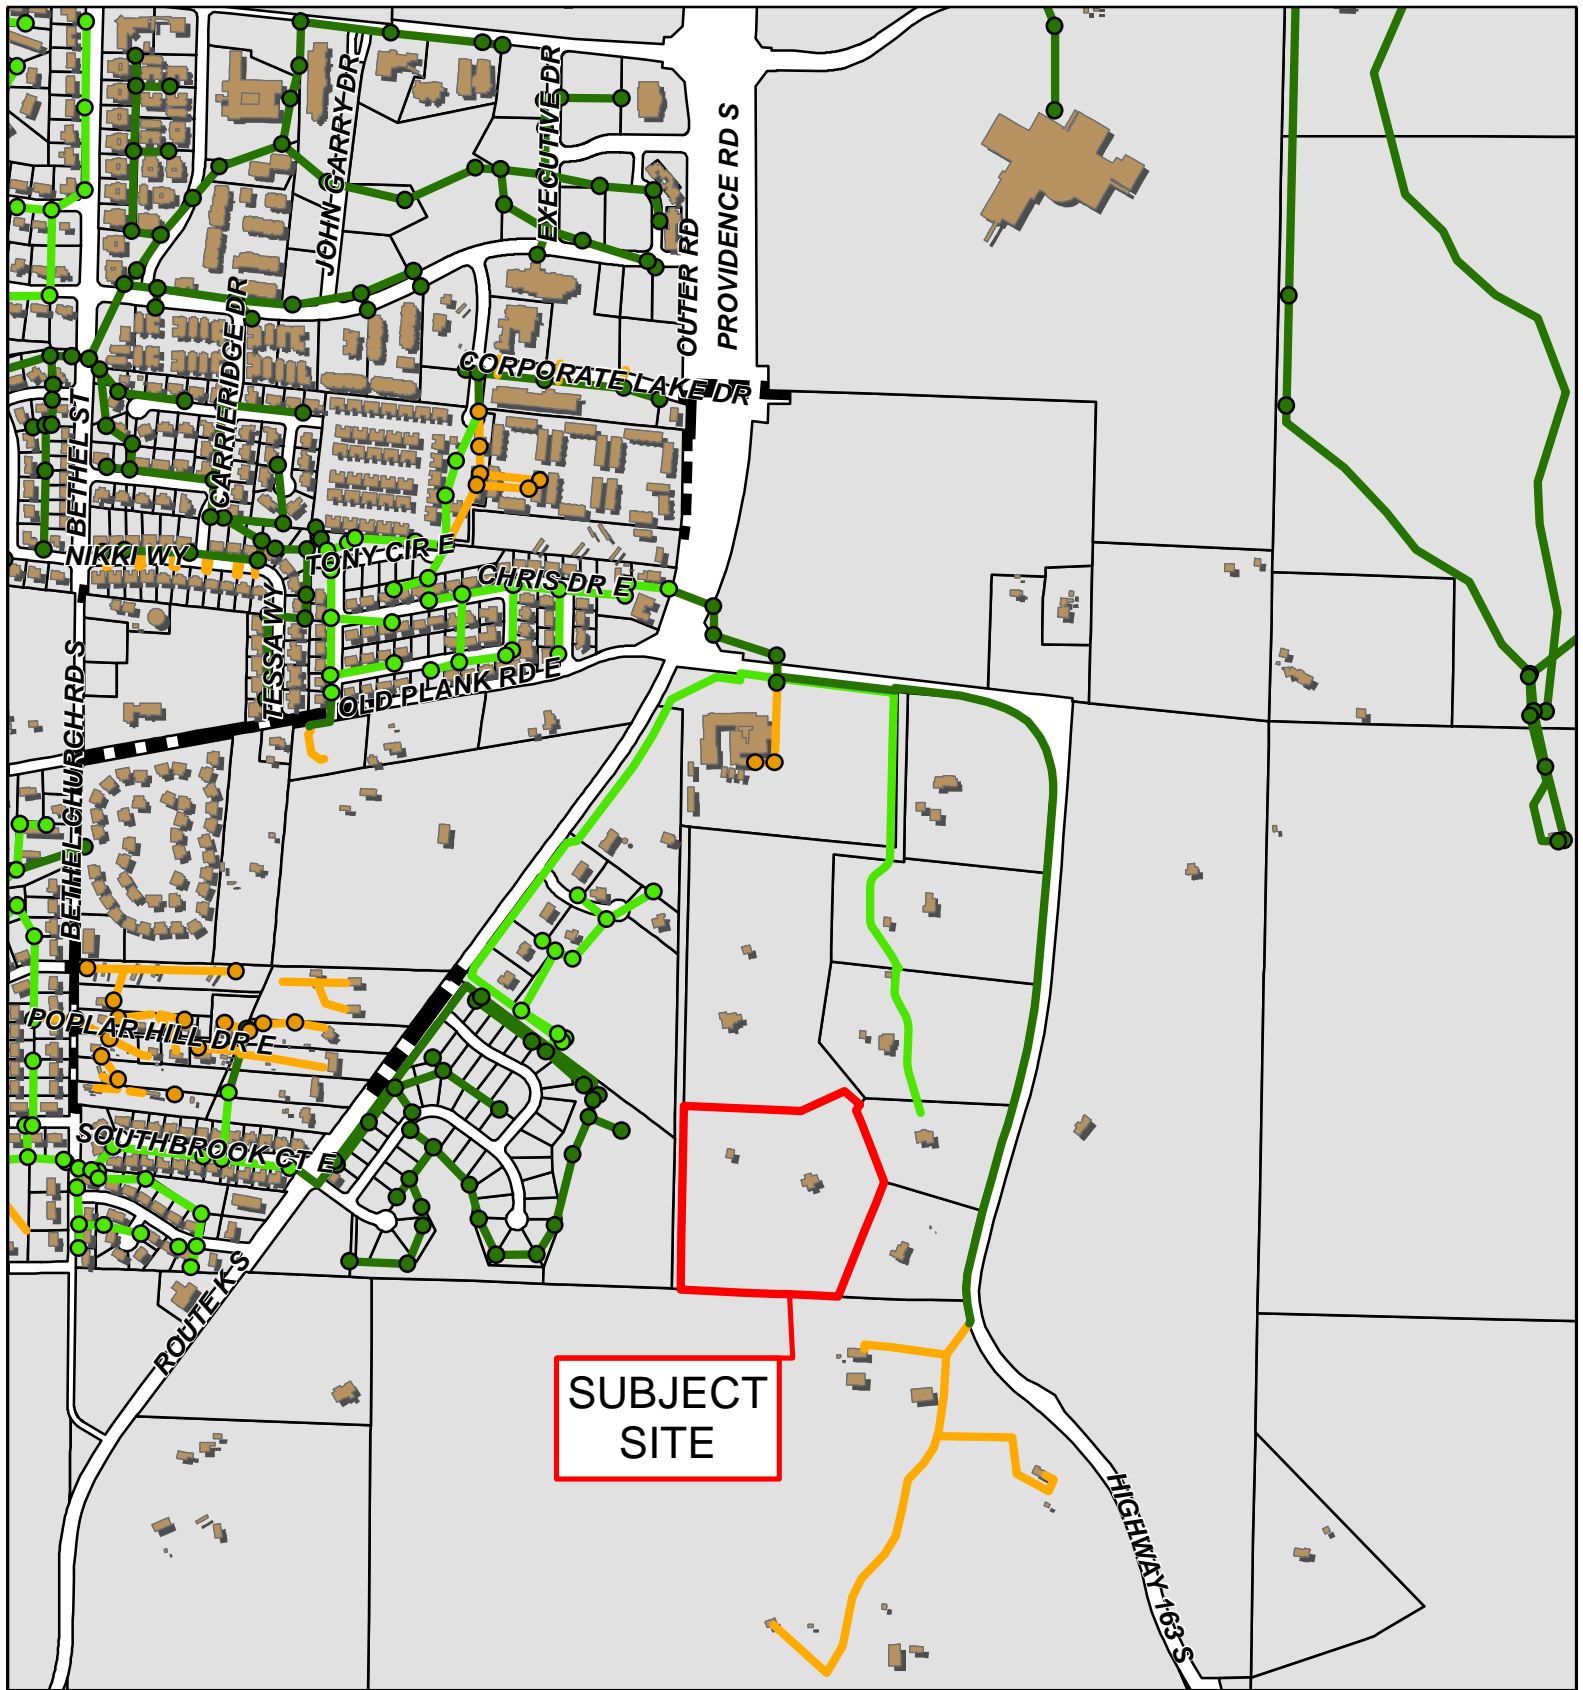 JOHN GARRY DR
EXECUTIVE DR
PROVIDENCE RD S
OUTER RD
CARRIERIDGE DR
CORPORATE LAKE DR
BETHEL ST
NIKKI WY
TONY CIR E
CHRIS DR E
TESSA WY
OLD PLANK RD E
BETHEL CHURCH RD S
POPLAR HILL DR E
SOUTHBROOK CT E
ROUTE K S
SUBJECT
SITE
HIGHWAY 163 S